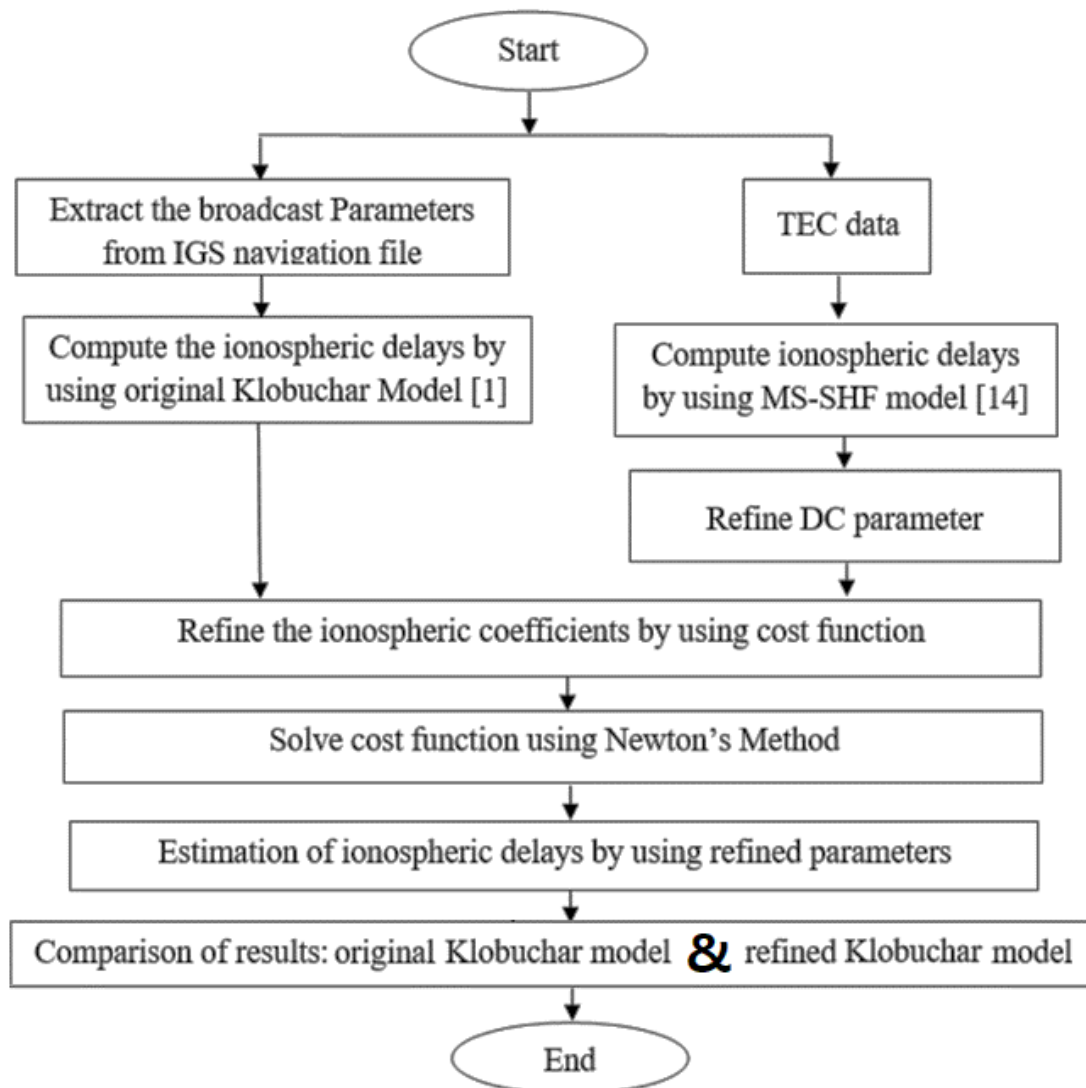 Start
Extract the broadcast Parameters
from IGS navigation file
TEC data
Compute the ionospheric delays by
using original Klobuchar Model [1]
Compute ionospheric delays
by using MS-SHF model [14]
Refine DC parameter
Refine the ionospheric coefficients by using cost function
Solve cost function using Newton’s Method
Estimation of ionospheric delays by using refined parameters
Comparison of results: original Klobuchar model & refined Klobuchar model
End